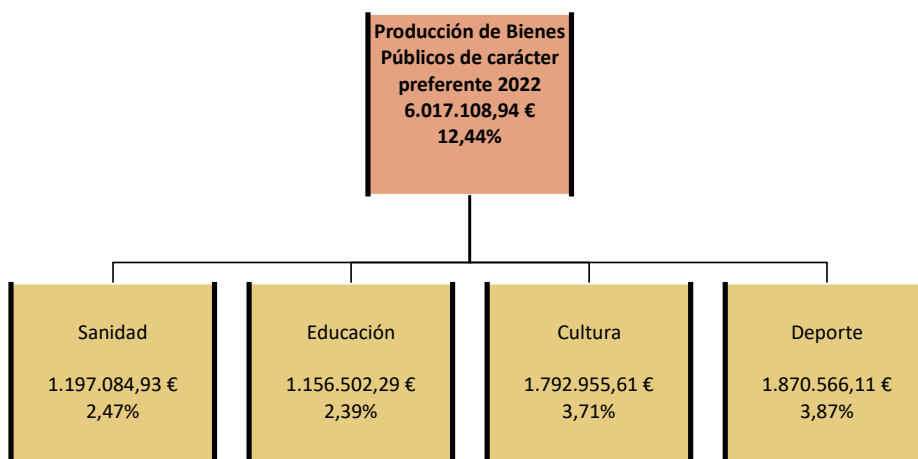 Producción de Bienes
Públicos de carácter
preferente 2022
6.017.108,94 €
12,44%
Sanidad
1.197.084,93 €
2,47%
Educación
1.156.502,29 €
2,39%
Cultura
1.792.955,61 €
3,71%
Deporte
1.870.566,11 €
3,87%